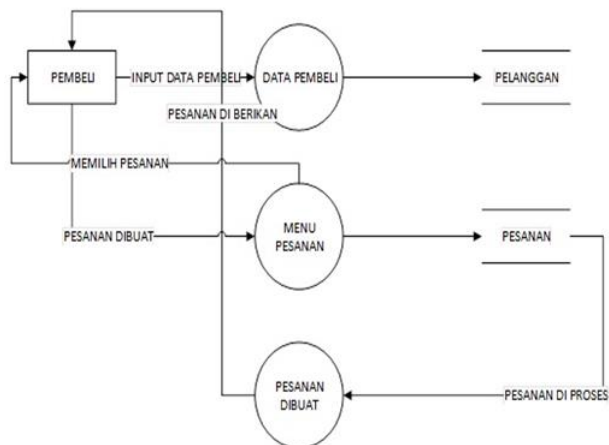 PEMBELI
INPUT DATA PEMBELI
DATA PEMBELI
PELANGGAN
PESANAN DI BERIKAN
MEMILIH PESANAN
PESANAN DIBUAT
MENU
PESANAN
PESANAN
PESANAN
DIBUAT
PESANAN DI PROSES